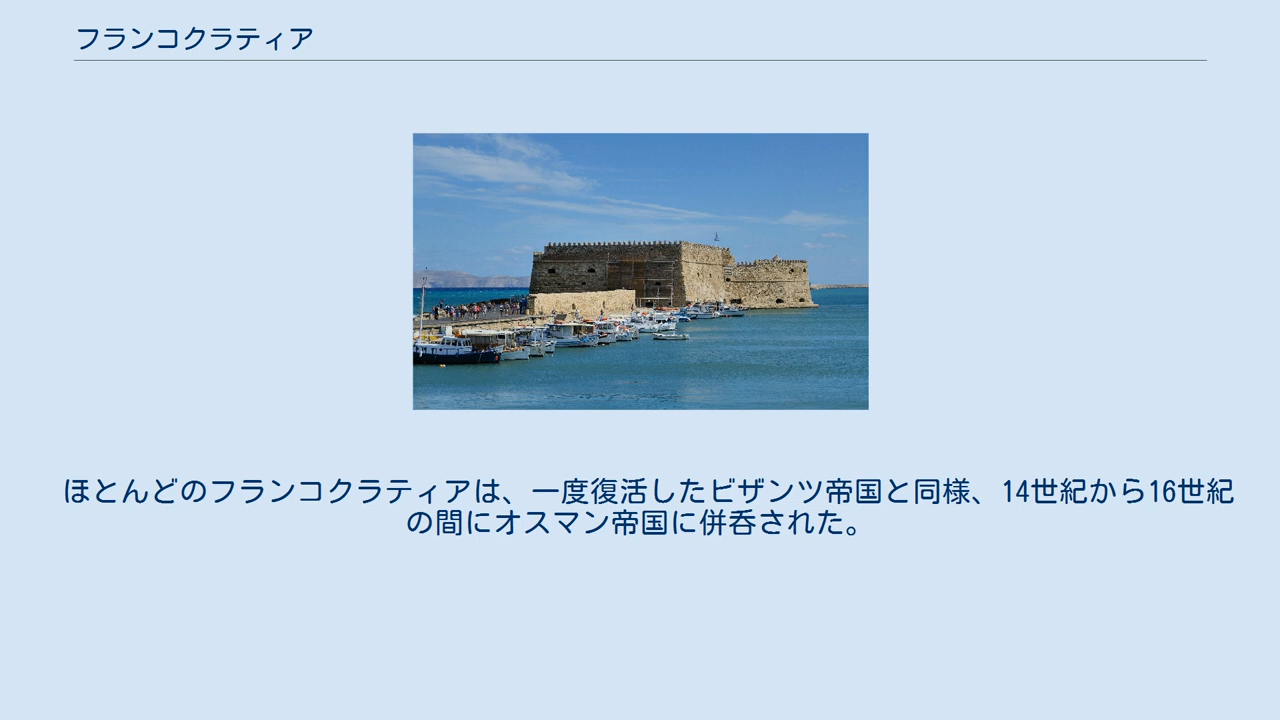 フランコクラティア
ほとんどのフランコクラティアは、一度復活したビザンツ帝国と同様、14世紀から16世紀
の間にオスマン帝国に併呑された。